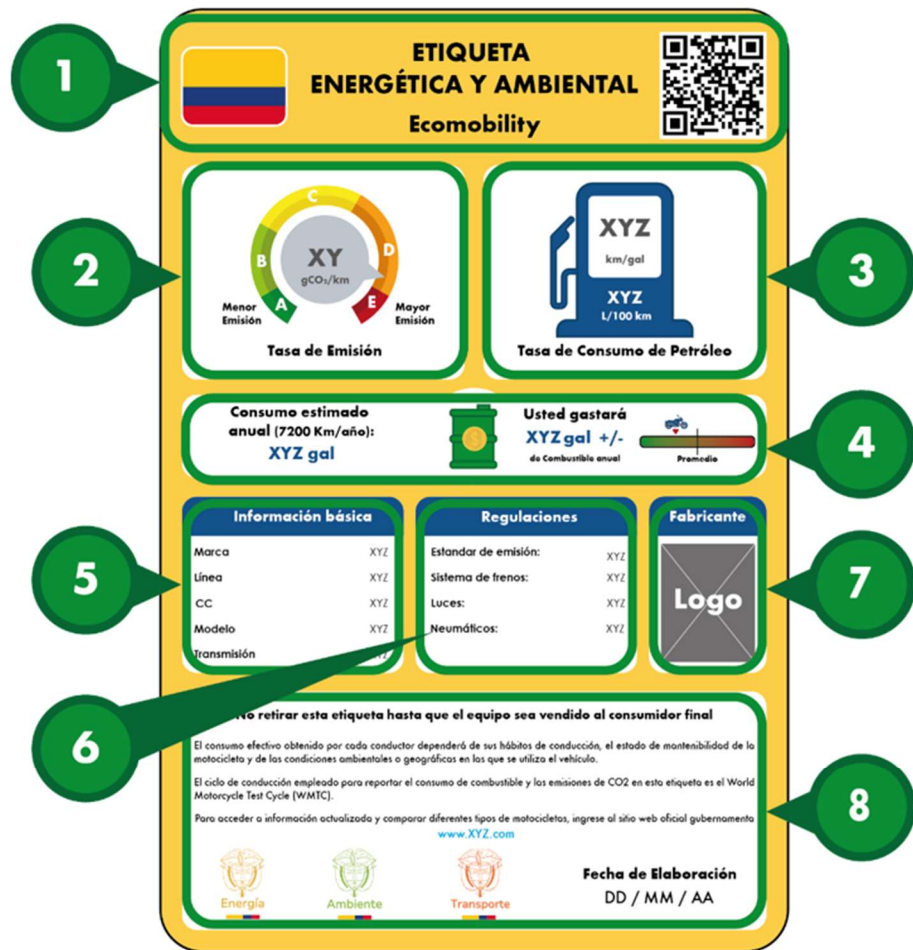 1
ETIQUETA
ENERGÉTICA Y AMBIENTAL
Ecomobility
2
A
B
C
D
E
XY
gCO₂/km
Menor
Emisión
Mayor
Emisión
Tasa de Emisión
3
XYZ
km/gal
XYZ
L/100 km
Tasa de Consumo de Petróleo
4
Consumo estimado
anual (7200 Km/año):
XYZ gal
$
Usted gastará
XYZ gal +/-
de Combustible anual
Promedio
5
Información básica
Marca XYZ
Línea XYZ
CC XYZ
Modelo XYZ
Transmisión
6
Regulaciones
Estandar de emisión: XYZ
Sistema de frenos: XYZ
Luces: XYZ
Neumáticos: XYZ
7
Fabricante
Logo
8
No retirar esta etiqueta hasta que el equipo sea vendido al consumidor final
El consumo efectivo obtenido por cada conductor dependerá de sus hábitos de conducción, el estado de mantenibilidad de la
motocicleta y de las condiciones ambientales o geográficas en las que se utiliza el vehículo.
El ciclo de conducción empleado para reportar el consumo de combustible y las emisiones de CO2 en esta etiqueta es el World
Motorcycle Test Cycle (WMTC).
Para acceder a información actualizada y comparar diferentes tipos de motocicletas, ingrese al sitio web oficial gubernamenta
www.XYZ.com
Energía
Ambiente
Transporte
Fecha de Elaboración
DD / MM / AA